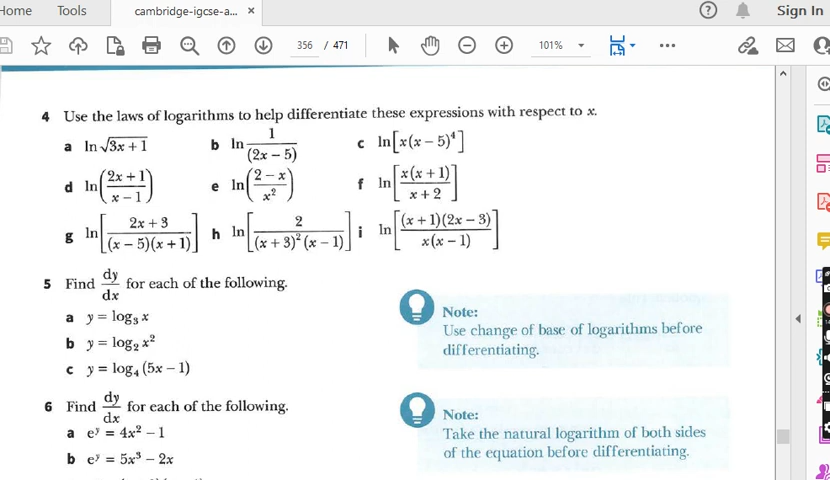 Home Tools cambridge-igcse-a... × Sign In
356 / 471 101%
4 Use the laws of logarithms to help differentiate these expressions with respect to x.
a ln√(3x + 1) b ln 1/(2x − 5) c ln[x(x − 5)⁴]
d ln((2x + 1)/(x − 1)) e ln((2 − x)/x²) f ln[x(x + 1)/(x + 2)]
g ln[(2x + 3)/((x − 5)(x + 1))] h ln[2/((x + 3)²(x − 1))] i ln[(x + 1)(2x − 3)/(x(x − 1))]
5 Find dy/dx for each of the following.
a y = log₃ x
b y = log₂ x²
c y = log₄ (5x − 1)
Note:
Use change of base of logarithms before
differentiating.
6 Find dy/dx for each of the following.
a eʸ = 4x² − 1
b eʸ = 5x³ − 2x
Note:
Take the natural logarithm of both sides
of the equation before differentiating.